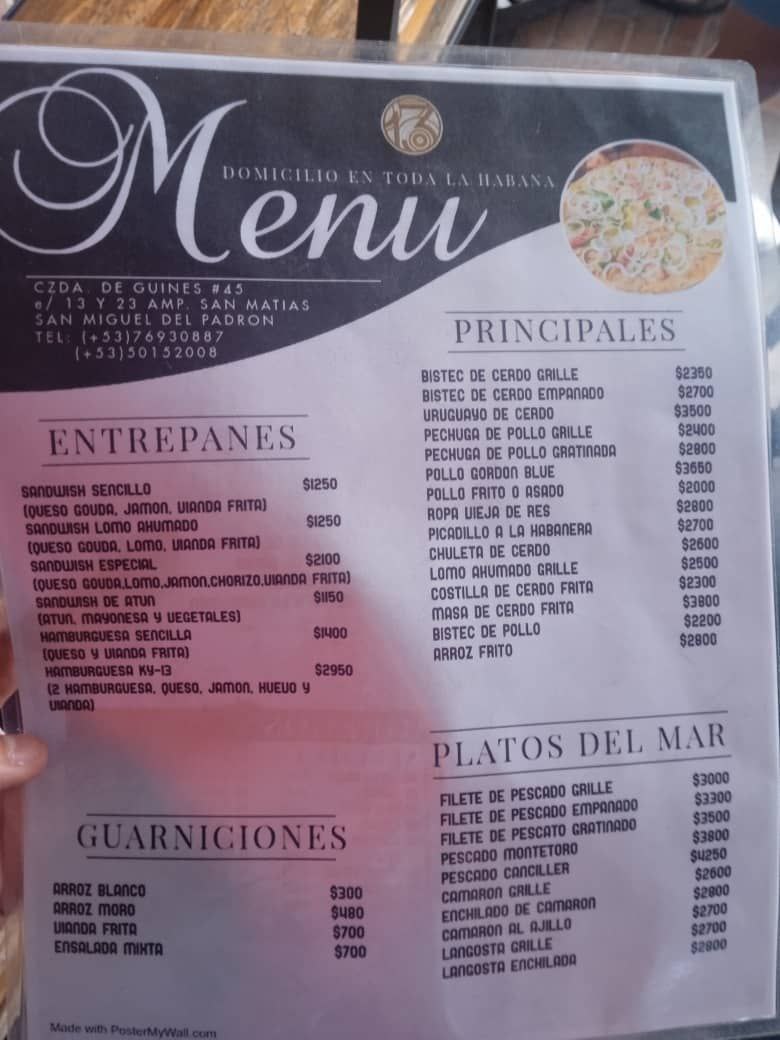 13
DOMICILIO EN TODA LA HABANA
Menu
CZDA. DE GUINES #45
e/ 13 Y 23 AMP. SAN MATIAS
SAN MIGUEL DEL PADRON
TEL: (+53)76930887
(+53)50152008
ENTREPANES
SANDWISH SENCILLO $1250
(QUESO GOUDA, JAMON, VIANDA FRITA)
SANDWISH LOMO AHUMADO $1250
(QUESO GOUDA, LOMO, VIANDA FRITA)
SANDWISH ESPECIAL $2100
(QUESO GOUDA,LOMO,JAMON,CHORIZO,VIANDA FRITA)
SANDWISH DE ATUN $1150
(ATUN, MAYONESA Y VEGETALES)
HAMBURGUESA SENCILLA $1400
(QUESO Y VIANDA FRITA)
HAMBURGUESA KY-13 $2950
(2 HAMBURGUESA, QUESO, JAMON, HUEVO Y
VIANDA)
GUARNICIONES
ARROZ BLANCO $300
ARROZ MORO $480
VIANDA FRITA $700
ENSALADA MIXTA $700
PRINCIPALES
BISTEC DE CERDO GRILLE $2350
BISTEC DE CERDO EMPANADO $2700
URUGUAYO DE CERDO $3500
PECHUGA DE POLLO GRILLE $2400
PECHUGA DE POLLO GRATINADA $2800
POLLO GORDON BLUE $3650
POLLO FRITO O ASADO $2000
ROPA VIEJA DE RES $2800
PICADILLO A LA HABANERA $2700
CHULETA DE CERDO $2600
LOMO AHUMADO GRILLE $2500
COSTILLA DE CERDO FRITA $2300
MASA DE CERDO FRITA $3800
BISTEC DE POLLO $2200
ARROZ FRITO $2800
PLATOS DEL MAR
FILETE DE PESCADO GRILLE $3000
FILETE DE PESCADO EMPANADO $3300
FILETE DE PESCATO GRATINADO $3500
PESCADO MONTETORO $3800
PESCADO CANCILLER $4250
CAMARON GRILLE $2600
ENCHILADO DE CAMARON $2800
CAMARON AL AJILLO $2700
LANGOSTA GRILLE $2700
LANGOSTA ENCHILADA $2800
Made with PosterMyWall.com